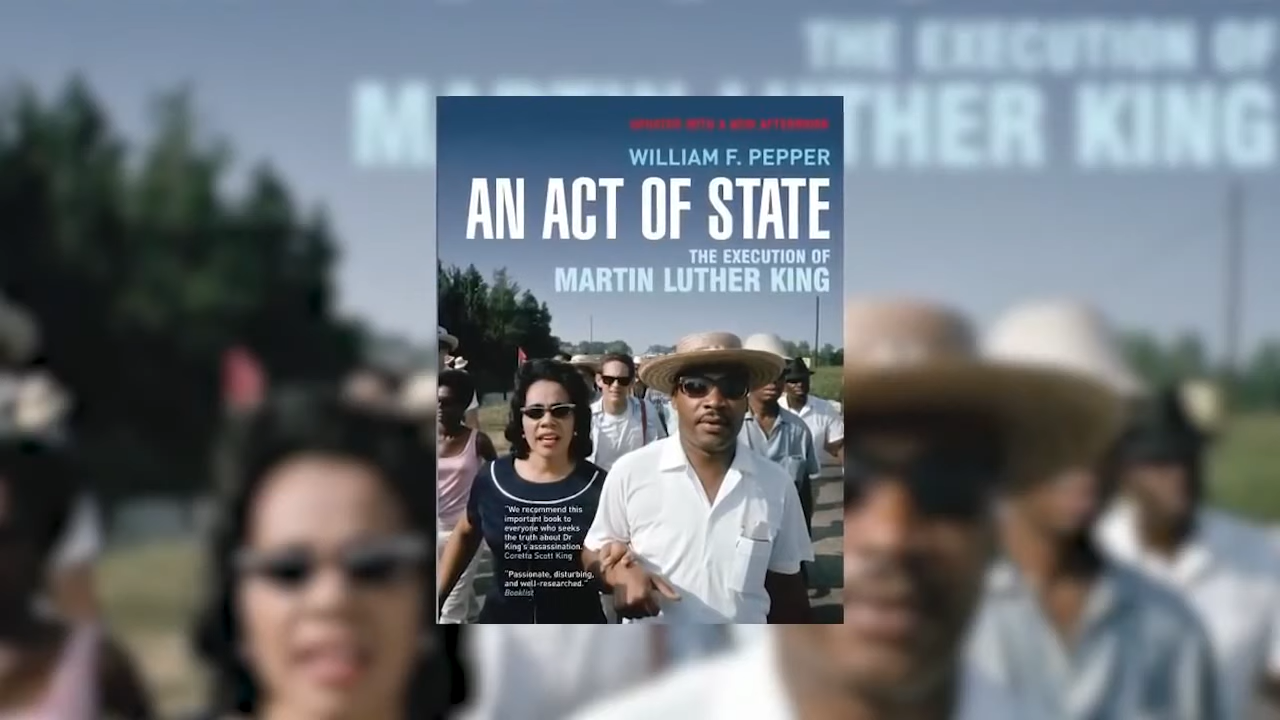 THE EXECUTION OF
MARTIN LUTHER KING
UPDATED WITH A NEW AFTERWORD
WILLIAM F. PEPPER
AN ACT OF STATE
THE EXECUTION OF
MARTIN LUTHER KING
"We recommend this
important book to
everyone who seeks
the truth about Dr
King's assassination.
Coretta Scott King
"Passionate, disturbing,
and well-researched."
Booklist